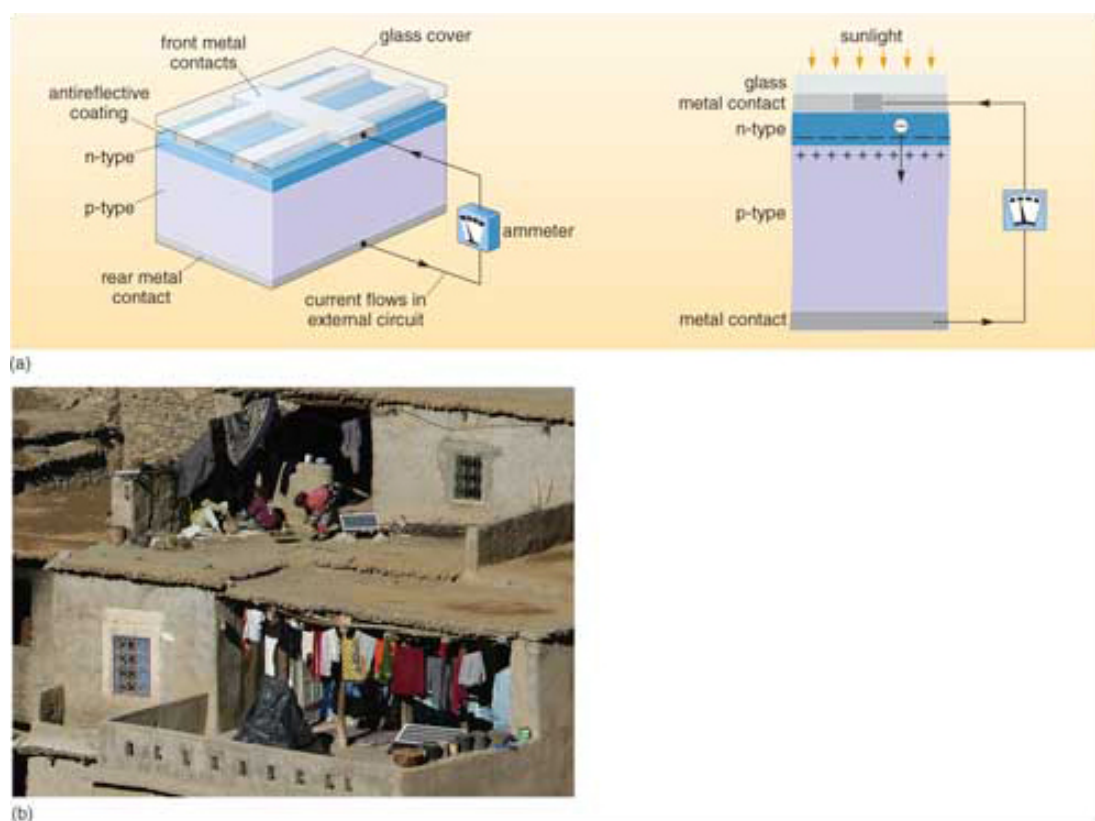 front metal
contacts
glass cover
antireflective
coating
n-type
p-type
rear metal
contact
current flows in
external circuit
ammeter
sunlight
glass
metal contact
n-type
p-type
metal contact
(a)
(b)